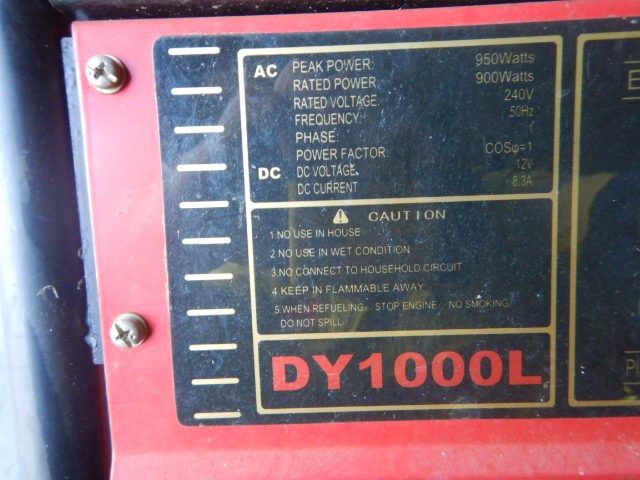 AC PEAK POWER: 950Watts
RATED POWER: 900Watts
RATED VOLTAGE: 240V
FREQUENCY: 50Hz
PHASE: 1
POWER FACTOR: COSφ=1
DC DC VOLTAGE 12V
DC CURRENT 8.3A
CAUTION
1.NO USE IN HOUSE
2.NO USE IN WET CONDITION
3.NO CONNECT TO HOUSEHOLD CIRCUIT
4.KEEP IN FLAMMABLE AWAY
5.WHEN REFUELING: STOP ENGINE, NO SMOKING,
DO NOT SPILL
DY1000L